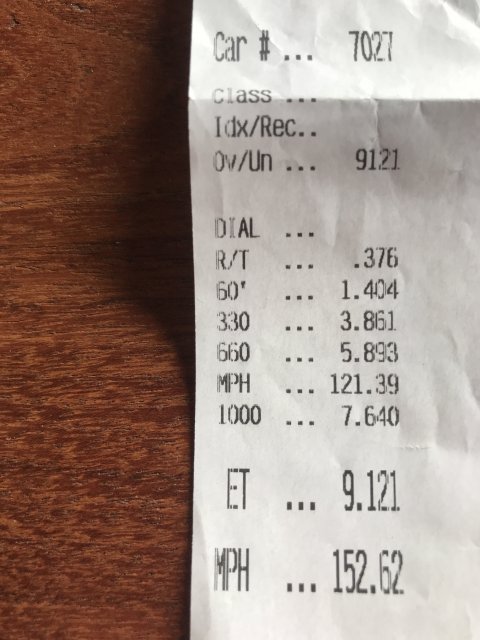 Car # ... 7027
Class ...
Idx/Rec..
Ov/Un ... 9121
DIAL ...
R/T ... .376
60' ... 1.404
330 ... 3.861
660 ... 5.893
MPH ... 121.39
1000 ... 7.640
ET ... 9.121
MPH ... 152.62